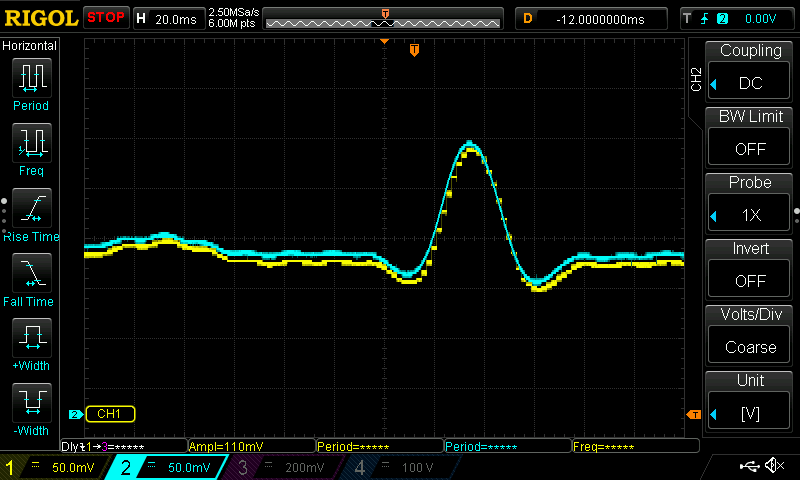 RIGOL STOP H 20.0ms 2.50MSa/s 6.00M pts T D -12.0000000ms T 2 0.00V
Horizontal
Period
Freq
Rise Time
Fall Time
+Width
-Width
T
CH2
Coupling
DC
BW Limit
OFF
Probe
1X
Invert
OFF
Volts/Div
Coarse
Unit
[V]
2 CH1 T
Dly 1→3=***** Ampl=110mV Period=***** Period=***** Freq=*****
1 50.0mV 2 50.0mV 3 200mV 4 100 V